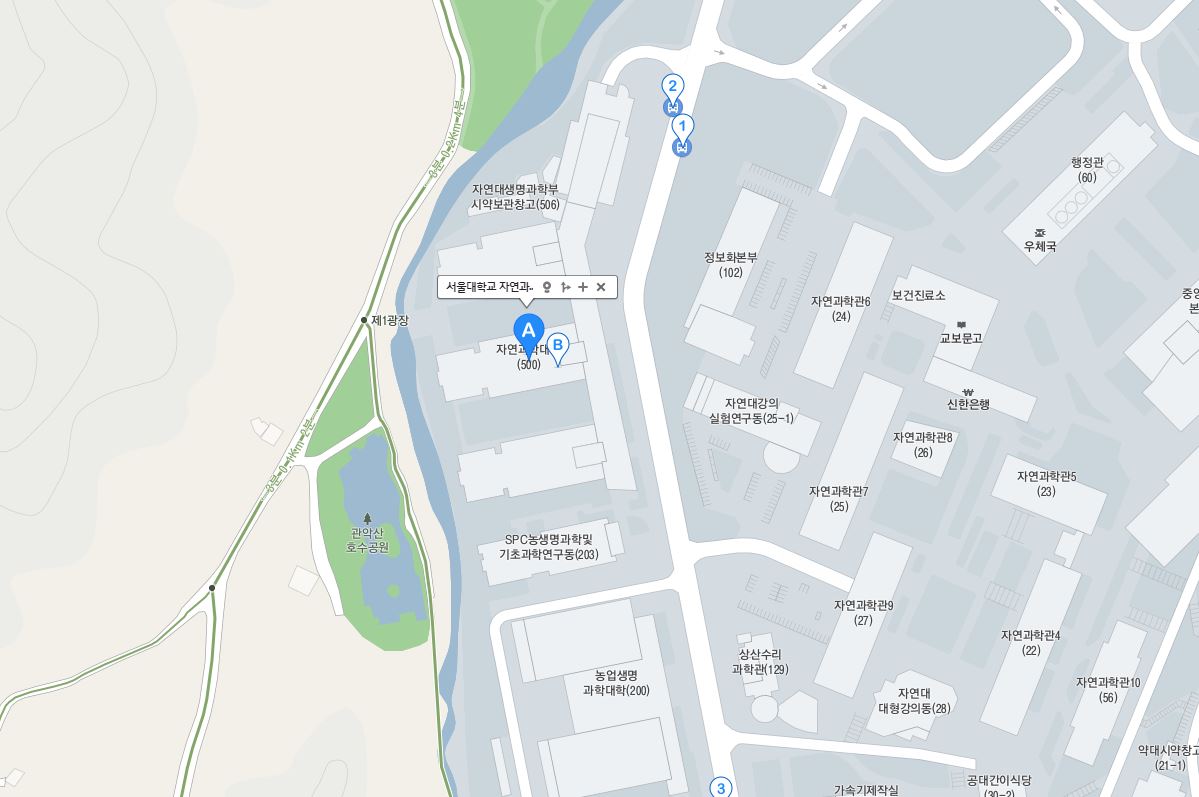 2
1
3분·0.2Km·4분
자연대생명과학부
시약보관창고(506)
행정관
(60)
우체국
정보화본부
(102)
서울대학교 자연과..
자연과학관6
(24)
보건진료소
교보문고
제1광장
A
B
(500)
신한은행
자연대강의
실험연구동(25-1)
자연과학관8
(26)
자연과학관5
(23)
자연과학관7
(25)
관악산
호수공원
SPC농생명과학및
기초과학연구동(203)
자연과학관9
(27)
자연과학관4
(22)
상산수리
과학관(129)
농업생명
과학대학(200)
자연대
대형강의동(28)
자연과학관10
(56)
약대시약창고
(21-1)
공대간이식당
(30-2)
가속기제작실
3